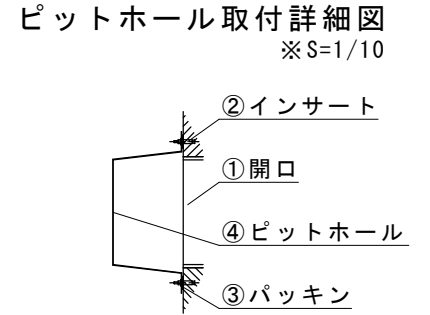 ピットホール取付詳細図
※S=1/10
②インサート
①開口
④ピットホール
③パッキン